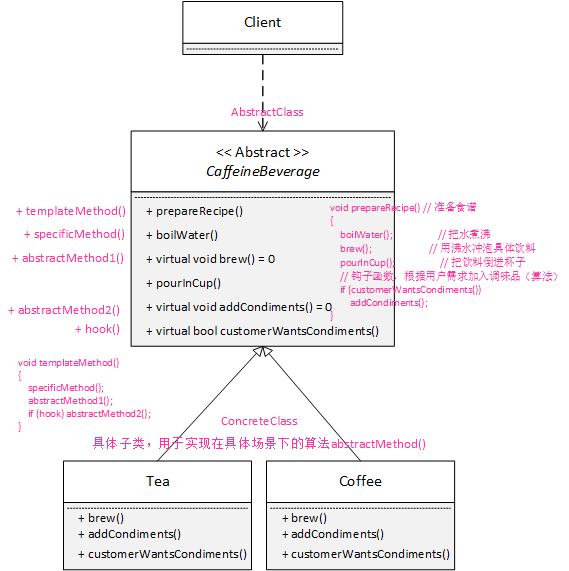 Client
AbstractClass
<< Abstract >>
CaffeineBeverage
+ templateMethod()
+ specificMethod()
+ abstractMethod1()
+ abstractMethod2()
+ hook()
+ prepareRecipe()
+ boilWater()
+ virtual void brew() = 0
+ pourInCup()
+ virtual void addCondiments() = 0
+ virtual bool customerWantsCondiments()
void prepareRecipe() // 准备食谱
{
boilWater(); // 把水煮沸
brew(); // 用沸水冲泡具体饮料
pourInCup(); // 把饮料倒进杯子
// 钩子函数，根据用户需求加入调味品（算法）
if (customerWantsCondiments())
addCondiments();
}
void templateMethod()
{
specificMethod();
abstractMethod1();
if (hook) abstractMethod2();
}
ConcreteClass
具体子类，用于实现在具体场景下的算法abstractMethod()
Tea
+ brew()
+ addCondiments()
+ customerWantsCondiments()
Coffee
+ brew()
+ addCondiments()
+ customerWantsCondiments()